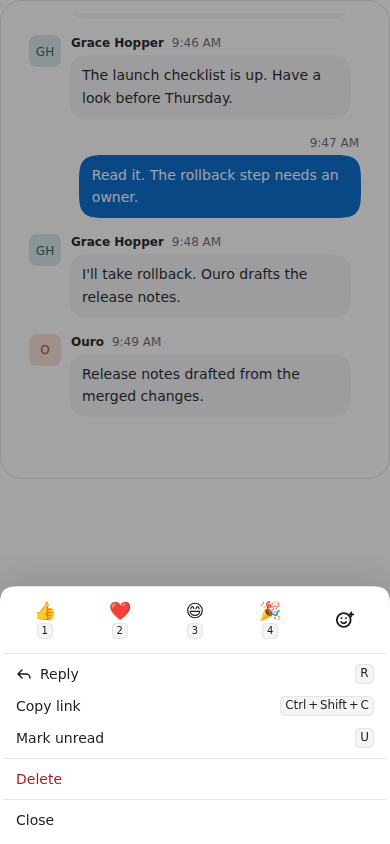 GH
Grace Hopper 9:46 AM
The launch checklist is up. Have a
look before Thursday.
9:47 AM
Read it. The rollback step needs an
owner.
GH
Grace Hopper 9:48 AM
I'll take rollback. Ouro drafts the
release notes.
O
Ouro 9:49 AM
Release notes drafted from the
merged changes.
1 2 3 4
Reply R
Copy link Ctrl+Shift+C
Mark unread U
Delete
Close